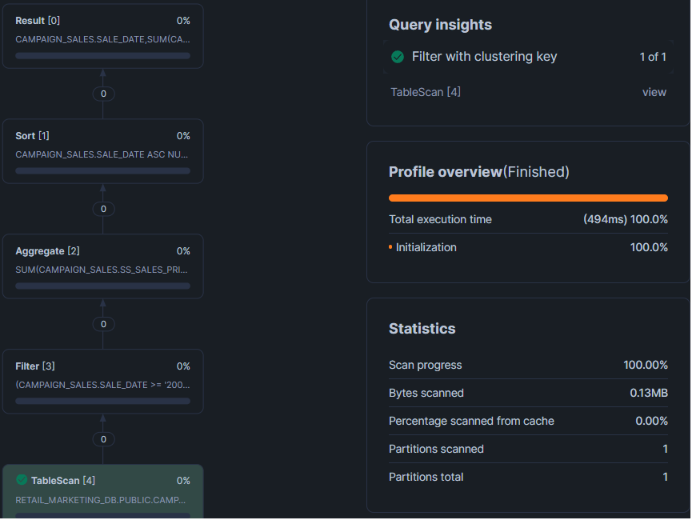 Result [0] 0%
CAMPAIGN_SALES.SALE_DATE,SUM(CA...
0
Sort [1] 0%
CAMPAIGN_SALES.SALE_DATE ASC NU...
0
Aggregate [2] 0%
SUM(CAMPAIGN_SALES.SS_SALES_PRI...
0
Filter [3] 0%
(CAMPAIGN_SALES.SALE_DATE >= '200...
0
TableScan [4] 0%
RETAIL_MARKETING_DB.PUBLIC.CAMP...
Query insights
Filter with clustering key 1 of 1
TableScan [4] view
Profile overview(Finished)
Total execution time (494ms) 100.0%
Initialization 100.0%
Statistics
Scan progress 100.00%
Bytes scanned 0.13MB
Percentage scanned from cache 0.00%
Partitions scanned 1
Partitions total 1